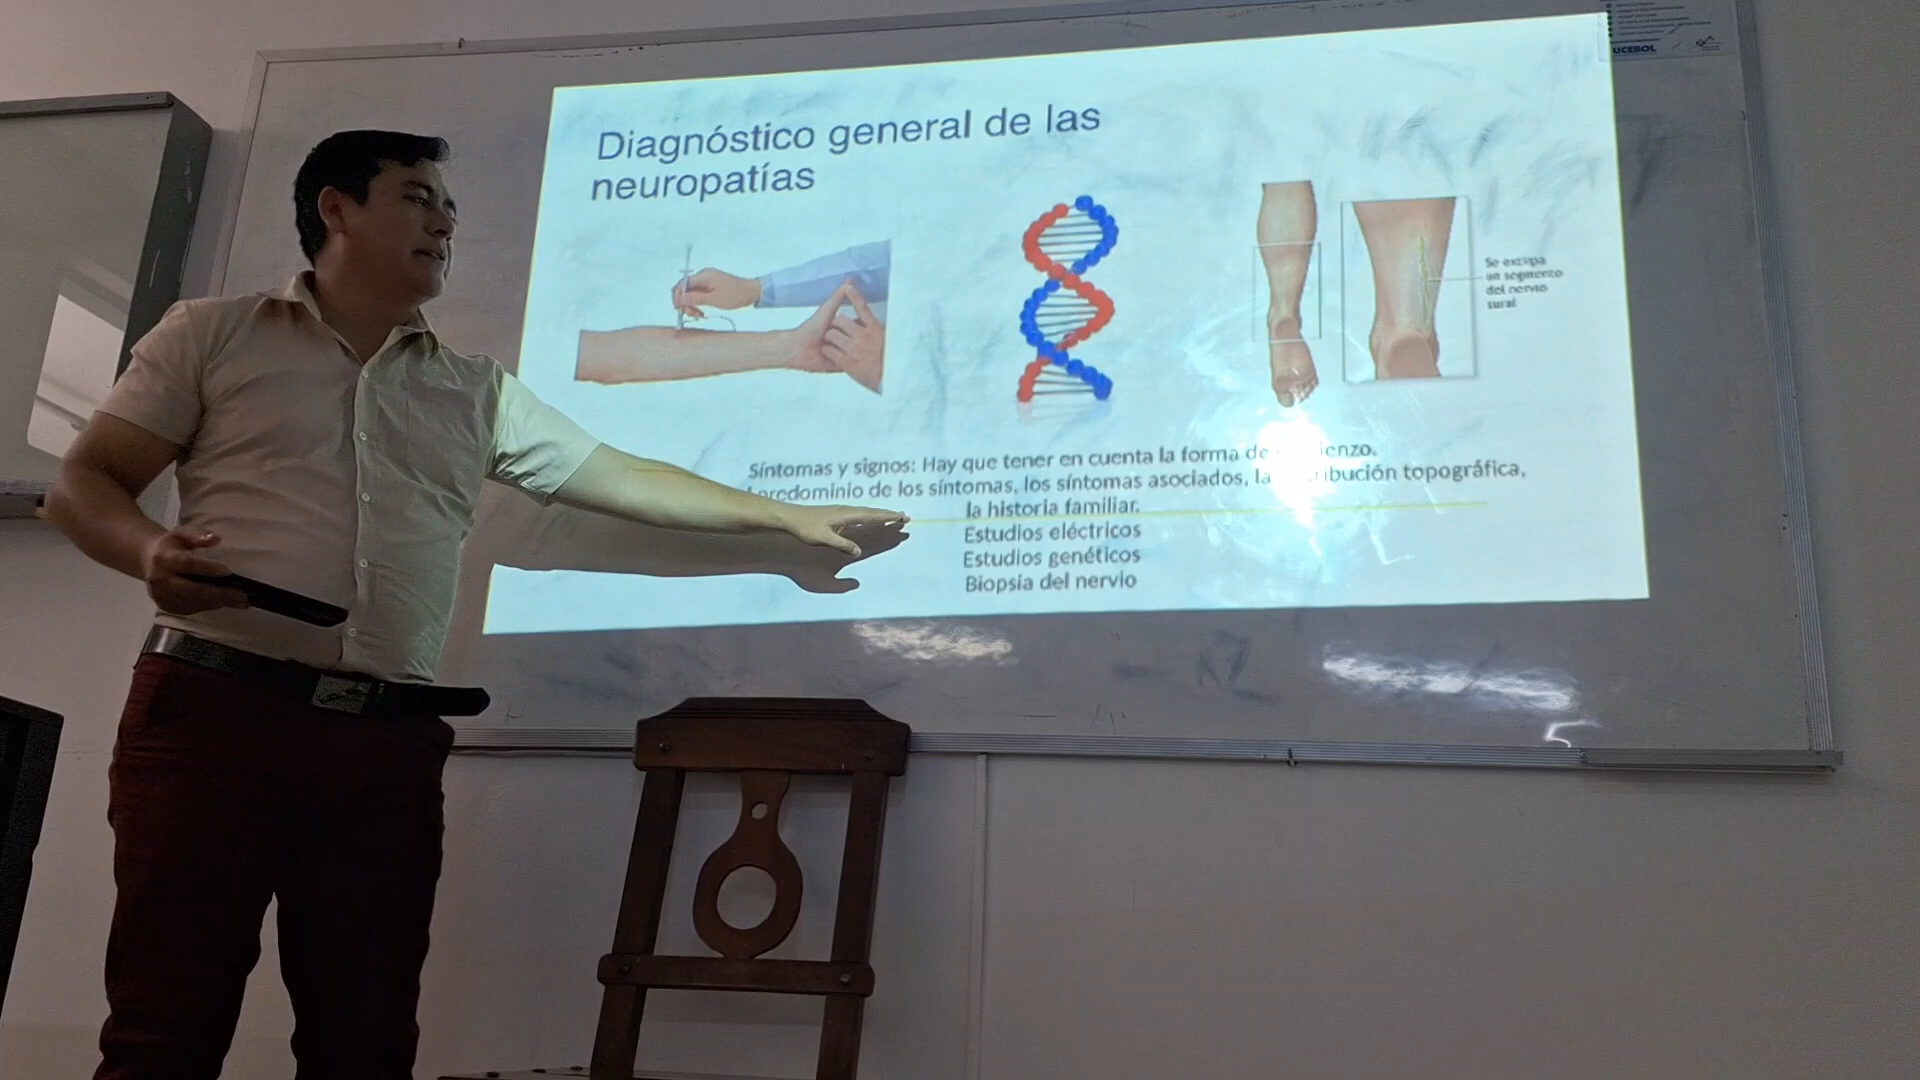 UCEBOL
Diagnóstico general de las
neuropatías
Se extirpa
un segmento
del nervio
sural
Síntomas y signos: Hay que tener en cuenta la forma de
predominio de los síntomas, los síntomas asociados, la topográfica,
la historia familiar.
Estudios eléctricos
Estudios genéticos
Biopsia del nervio